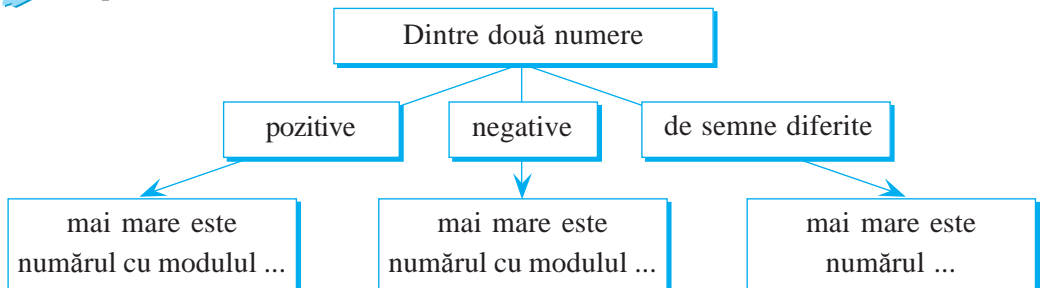 Dintre două numere
pozitive
negative
de semne diferite
mai mare este
numărul cu modulul ...
mai mare este
numărul cu modulul ...
mai mare este
numărul ...